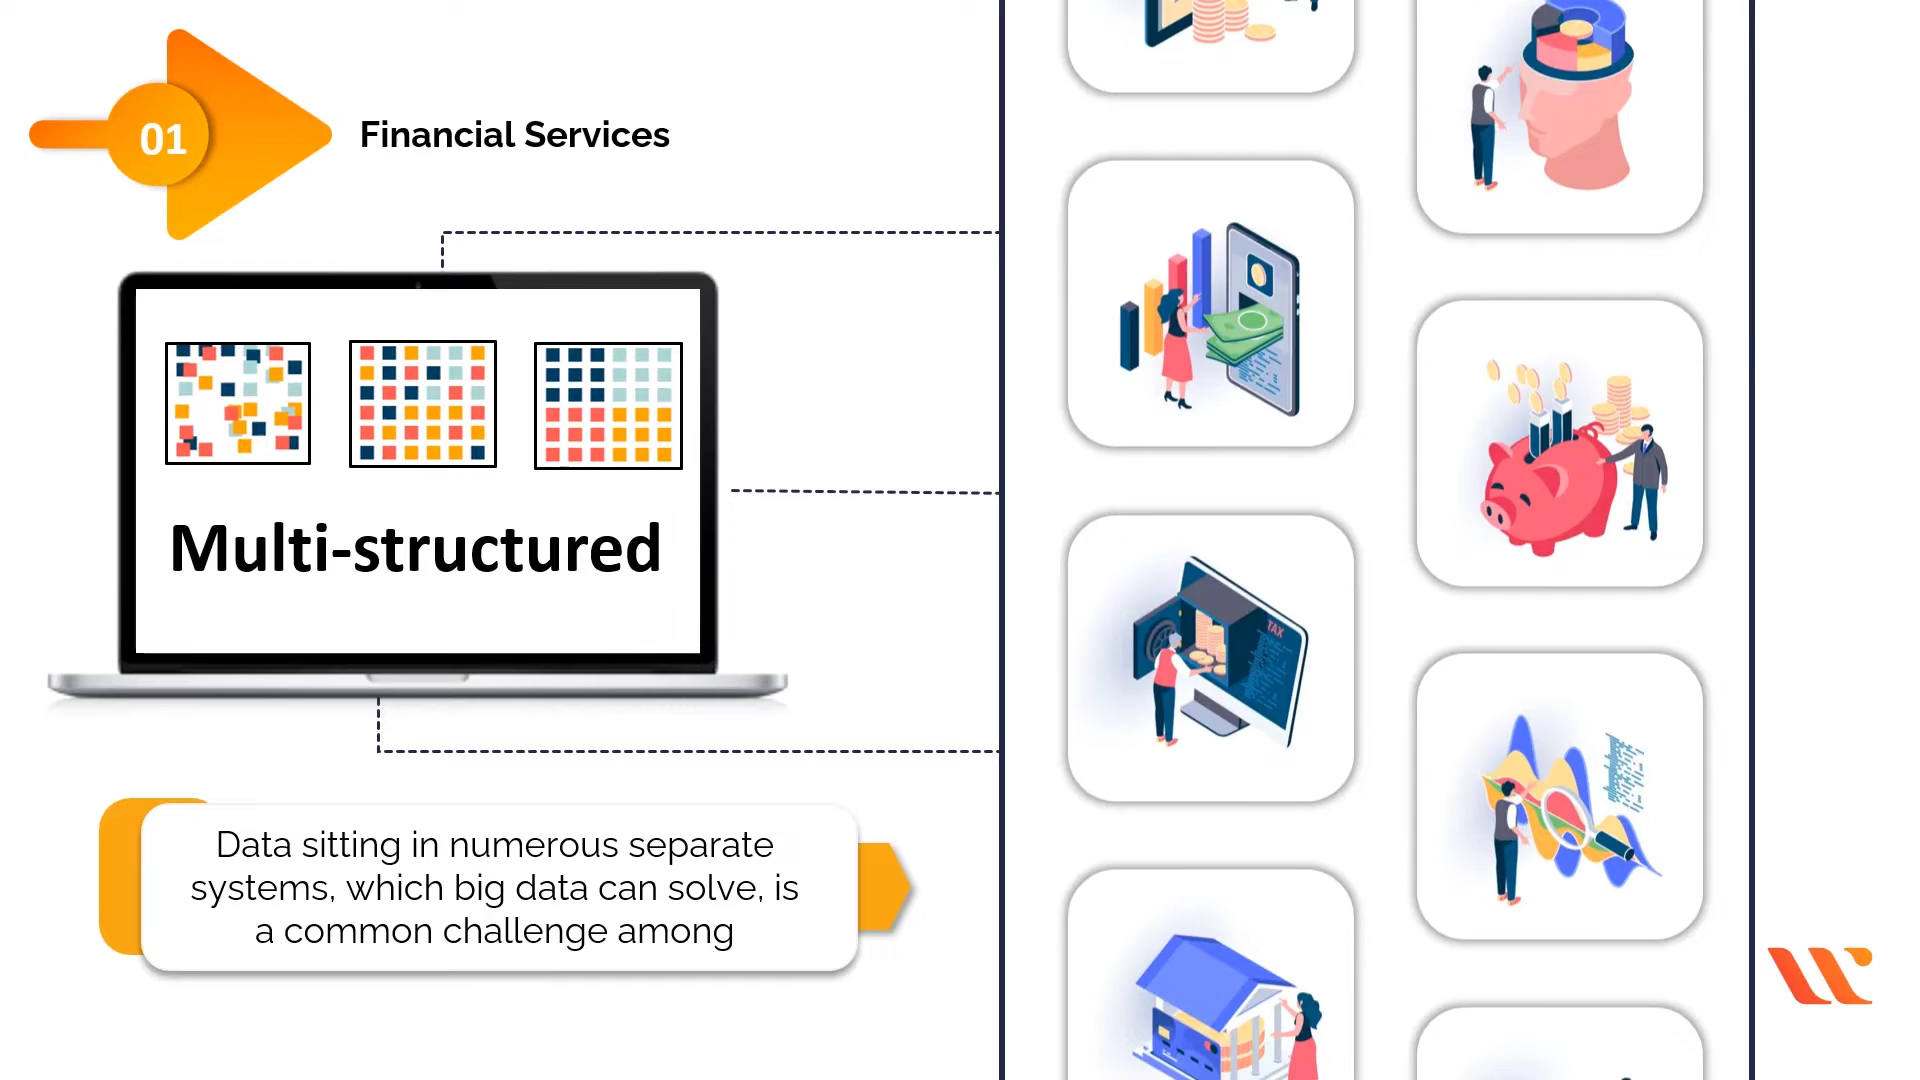 01
Financial Services
Multi-structured
TAX
Data sitting in numerous separate
systems, which big data can solve, is
a common challenge among